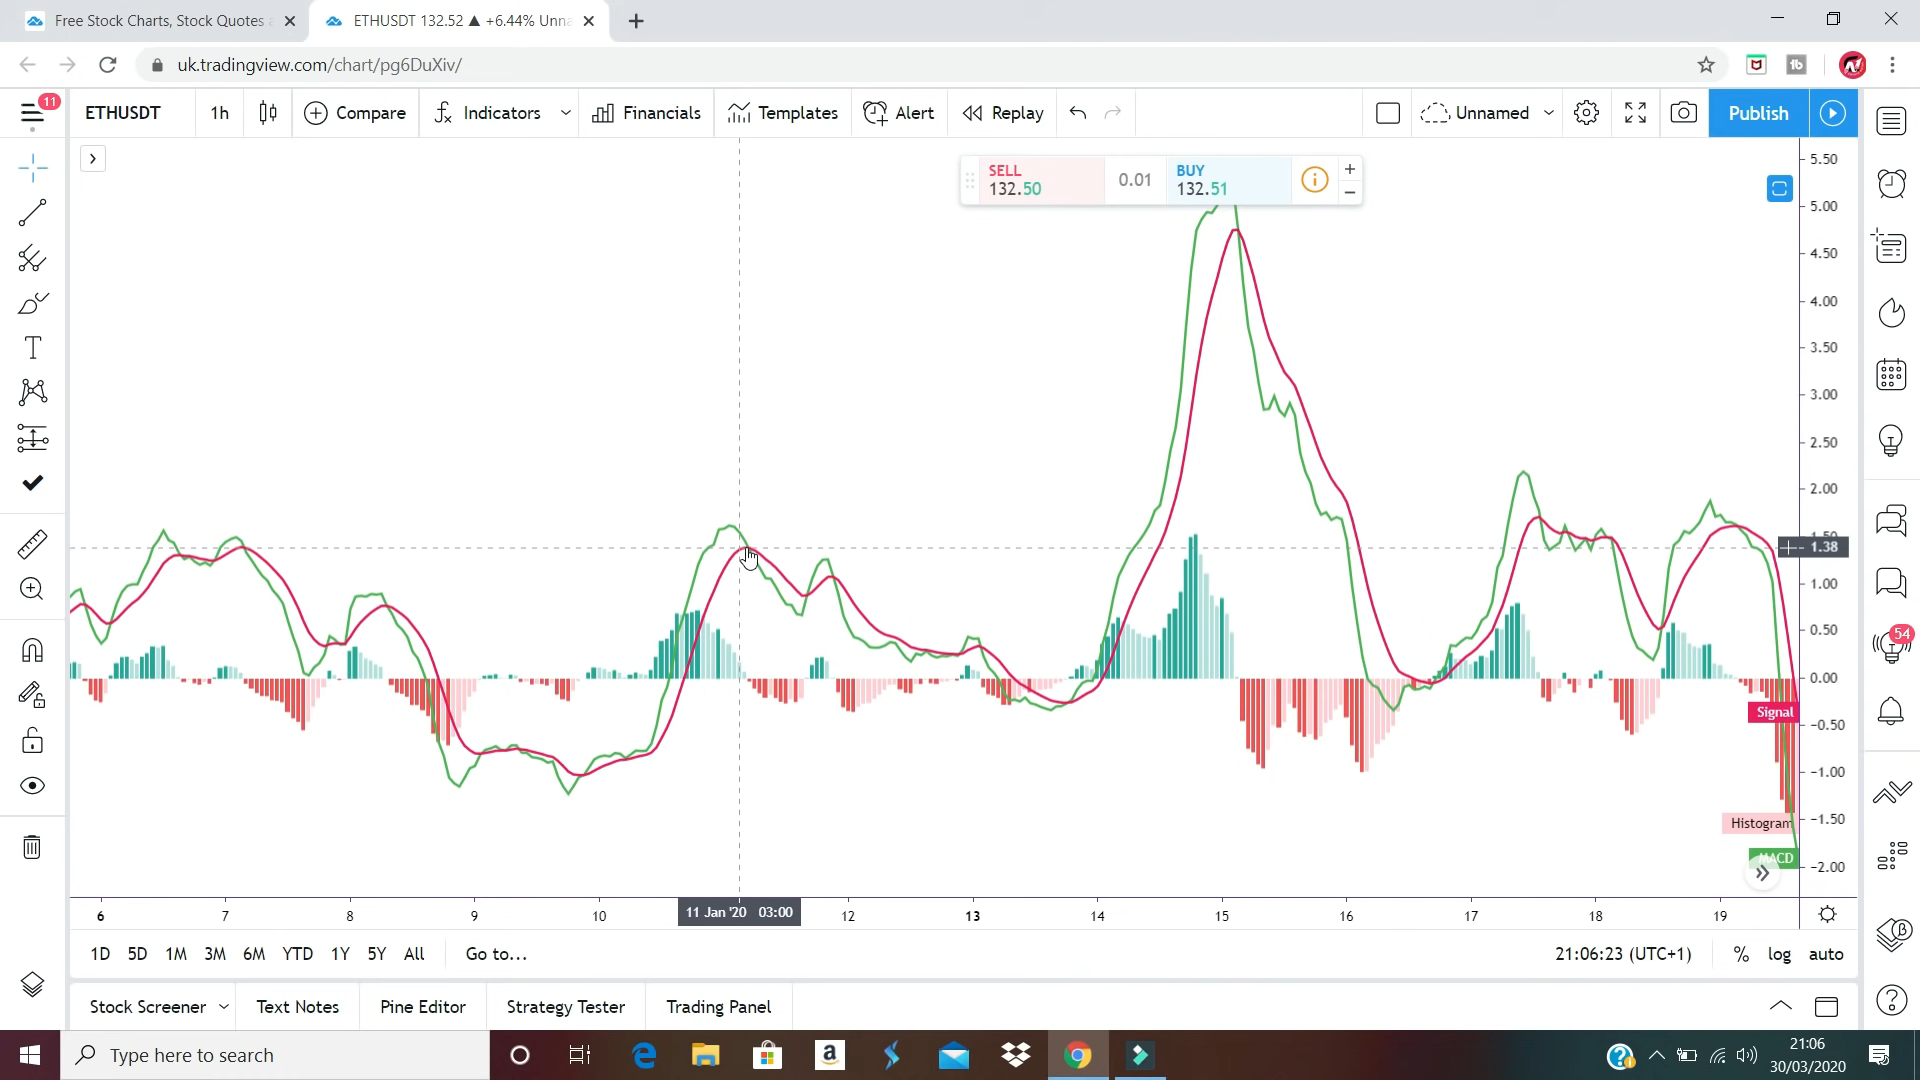 Free Stock Charts, Stock Quotes a
ETHUSDT 132.52 ▲ +6.44% Unna
uk.tradingview.com/chart/pg6DuXiv/
11
ETHUSDT
1h
Compare
Indicators
Financials
Templates
Alert
Replay
Unnamed
Publish
SELL
132.50
0.01
BUY
132.51
5.50
5.00
4.50
4.00
3.50
3.00
2.50
2.00
1.38
1.00
0.50
0.00
-0.50
-1.00
-1.50
-2.00
Signal
Histogram
MACD
54
6 7 8 9 10 11 Jan '20 03:00 12 13 14 15 16 17 18 19
1D 5D 1M 3M 6M YTD 1Y 5Y All Go to... 21:06:23 (UTC+1) % log auto
Stock Screener Text Notes Pine Editor Strategy Tester Trading Panel
Type here to search
21:06
30/03/2020